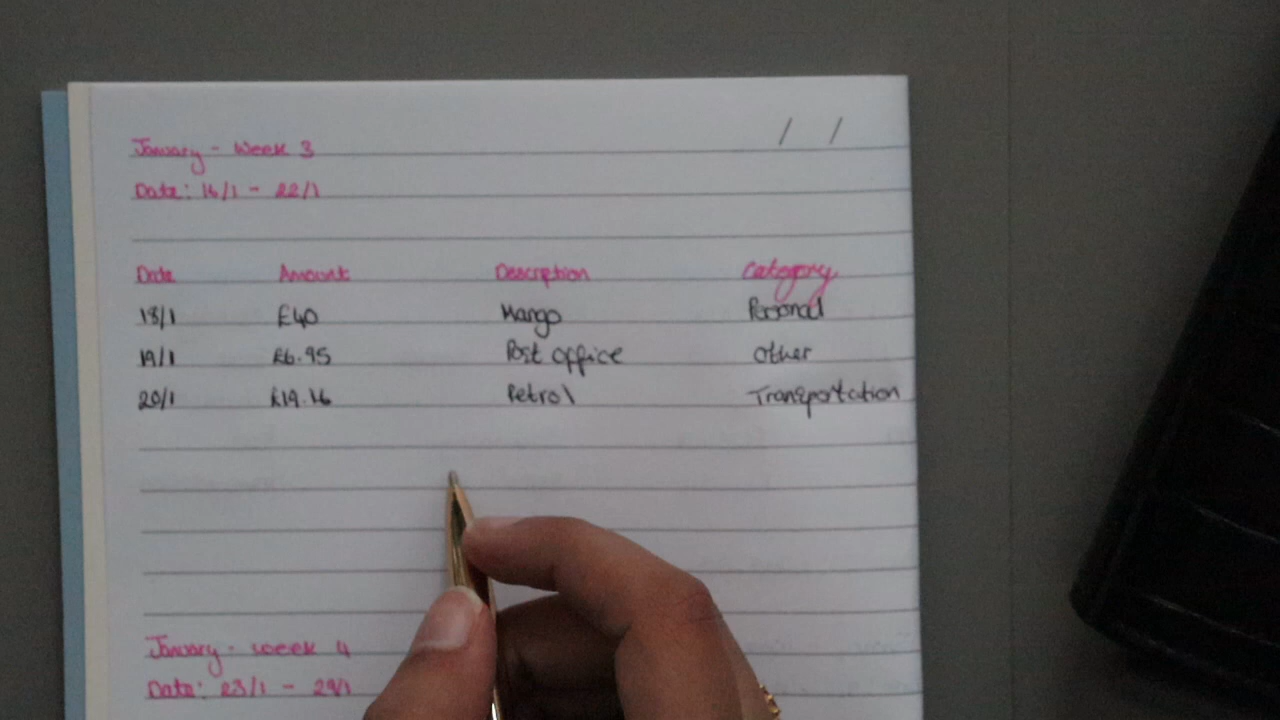 / /
January - Week 3
Date: 16/1 - 22/1
Date Amount Description Category
18/1 £40 Mango Personal
19/1 £6.95 Post office Other
20/1 £19.16 Petrol Transportation
January - Week 4
Date: 23/1 - 29/1